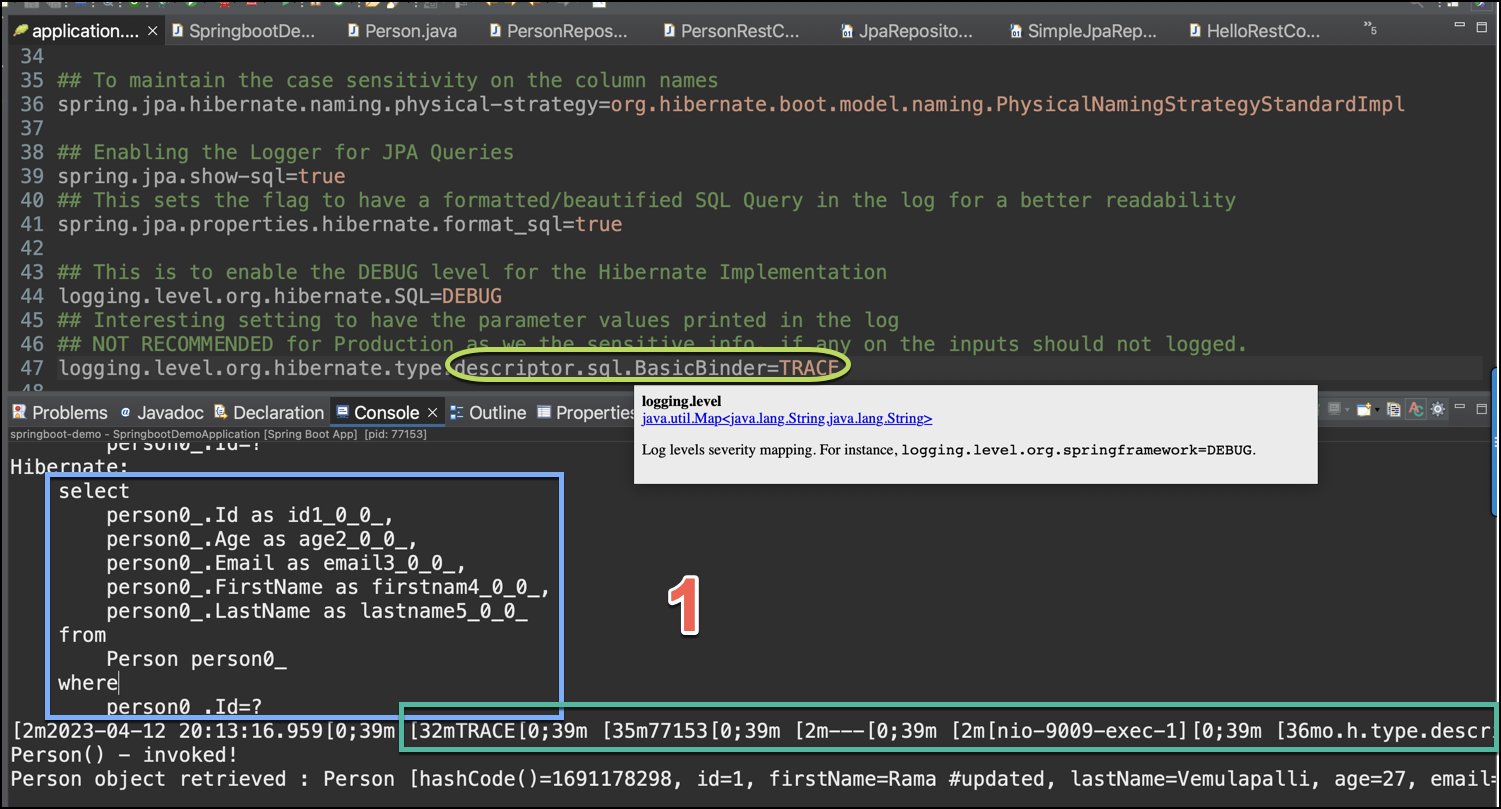 application.... SpringbootDe... Person.java PersonRepos... PersonRestC... JpaReposito... SimpleJpaRep... HelloRestCo... »5
34
35 ## To maintain the case sensitivity on the column names
36 spring.jpa.hibernate.naming.physical-strategy=org.hibernate.boot.model.naming.PhysicalNamingStrategyStandardImpl
37
38 ## Enabling the Logger for JPA Queries
39 spring.jpa.show-sql=true
40 ## This sets the flag to have a formatted/beautified SQL Query in the log for a better readability
41 spring.jpa.properties.hibernate.format_sql=true
42
43 ## This is to enable the DEBUG level for the Hibernate Implementation
44 logging.level.org.hibernate.SQL=DEBUG
45 ## Interesting setting to have the parameter values printed in the log
46 ## NOT RECOMMENDED for Production as we the sensitive info, if any on the inputs should not logged.
47 logging.level.org.hibernate.type.descriptor.sql.BasicBinder=TRACE
48
Problems Javadoc Declaration Console Outline Properties
logging.level
java.util.Map<java.lang.String,java.lang.String>
Log levels severity mapping. For instance, logging.level.org.springframework=DEBUG.
springboot-demo - SpringbootDemoApplication [Spring Boot App] [pid: 77153]
person0_.Id=?
Hibernate:
select
person0_.Id as id1_0_0_,
person0_.Age as age2_0_0_,
person0_.Email as email3_0_0_,
person0_.FirstName as firstnam4_0_0_,
person0_.LastName as lastname5_0_0_
from
Person person0_
where
person0_.Id=?
1
[2m2023-04-12 20:13:16.959[0;39m [32mTRACE[0;39m [35m77153[0;39m [2m---[0;39m [2m[nio-9009-exec-1][0;39m [36mo.h.type.descri
Person() - invoked!
Person object retrieved : Person [hashCode()=1691178298, id=1, firstName=Rama #updated, lastName=Vemulapalli, age=27, email=